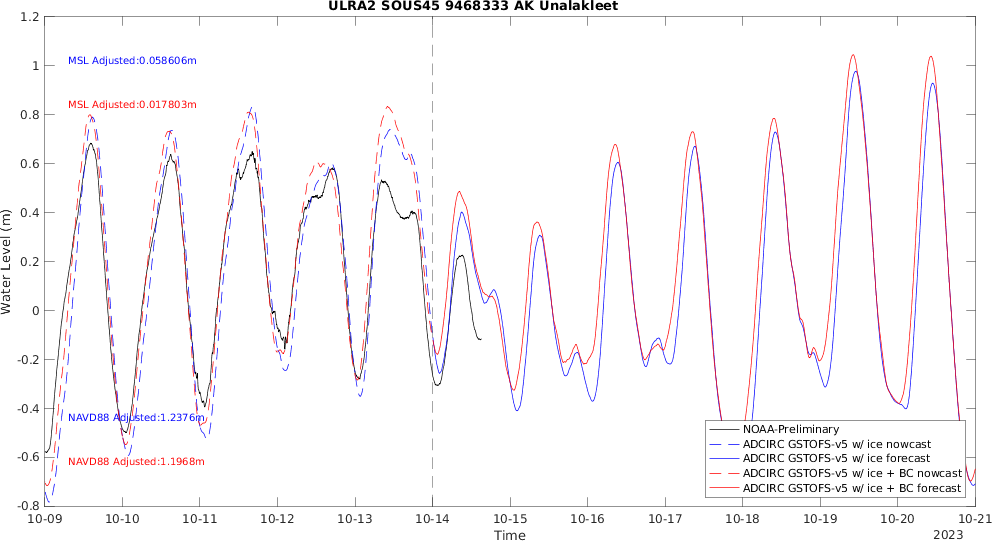 ULRA2 SOUS45 9468333 AK Unalakleet
1.2
1
0.8
0.6
0.4
0.2
0
-0.2
-0.4
-0.6
-0.8
Water Level (m)
MSL Adjusted:0.058606m
MSL Adjusted:0.017803m
NAVD88 Adjusted:1.2376m
NAVD88 Adjusted:1.1968m
NOAA-Preliminary
ADCIRC GSTOFS-v5 w/ ice nowcast
ADCIRC GSTOFS-v5 w/ ice forecast
ADCIRC GSTOFS-v5 w/ ice + BC nowcast
ADCIRC GSTOFS-v5 w/ ice + BC forecast
10-09 10-10 10-11 10-12 10-13 10-14 10-15 10-16 10-17 10-18 10-19 10-20 10-21
Time
2023